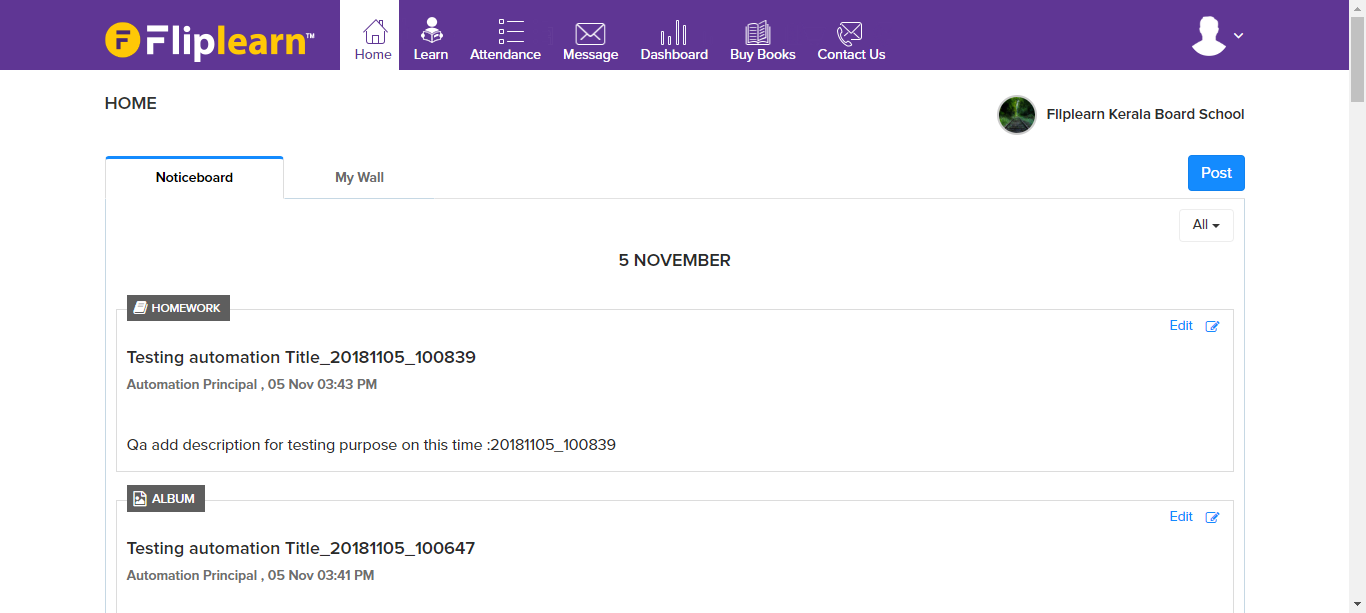 Fliplearn™
Home
Learn
Attendance
Message
Dashboard
Buy Books
Contact Us
HOME
Fliplearn Kerala Board School
Noticeboard
My Wall
Post
All
5 NOVEMBER
HOMEWORK
Edit
Testing automation Title_20181105_100839
Automation Principal , 05 Nov 03:43 PM
Qa add description for testing purpose on this time :20181105_100839
ALBUM
Edit
Testing automation Title_20181105_100647
Automation Principal , 05 Nov 03:41 PM